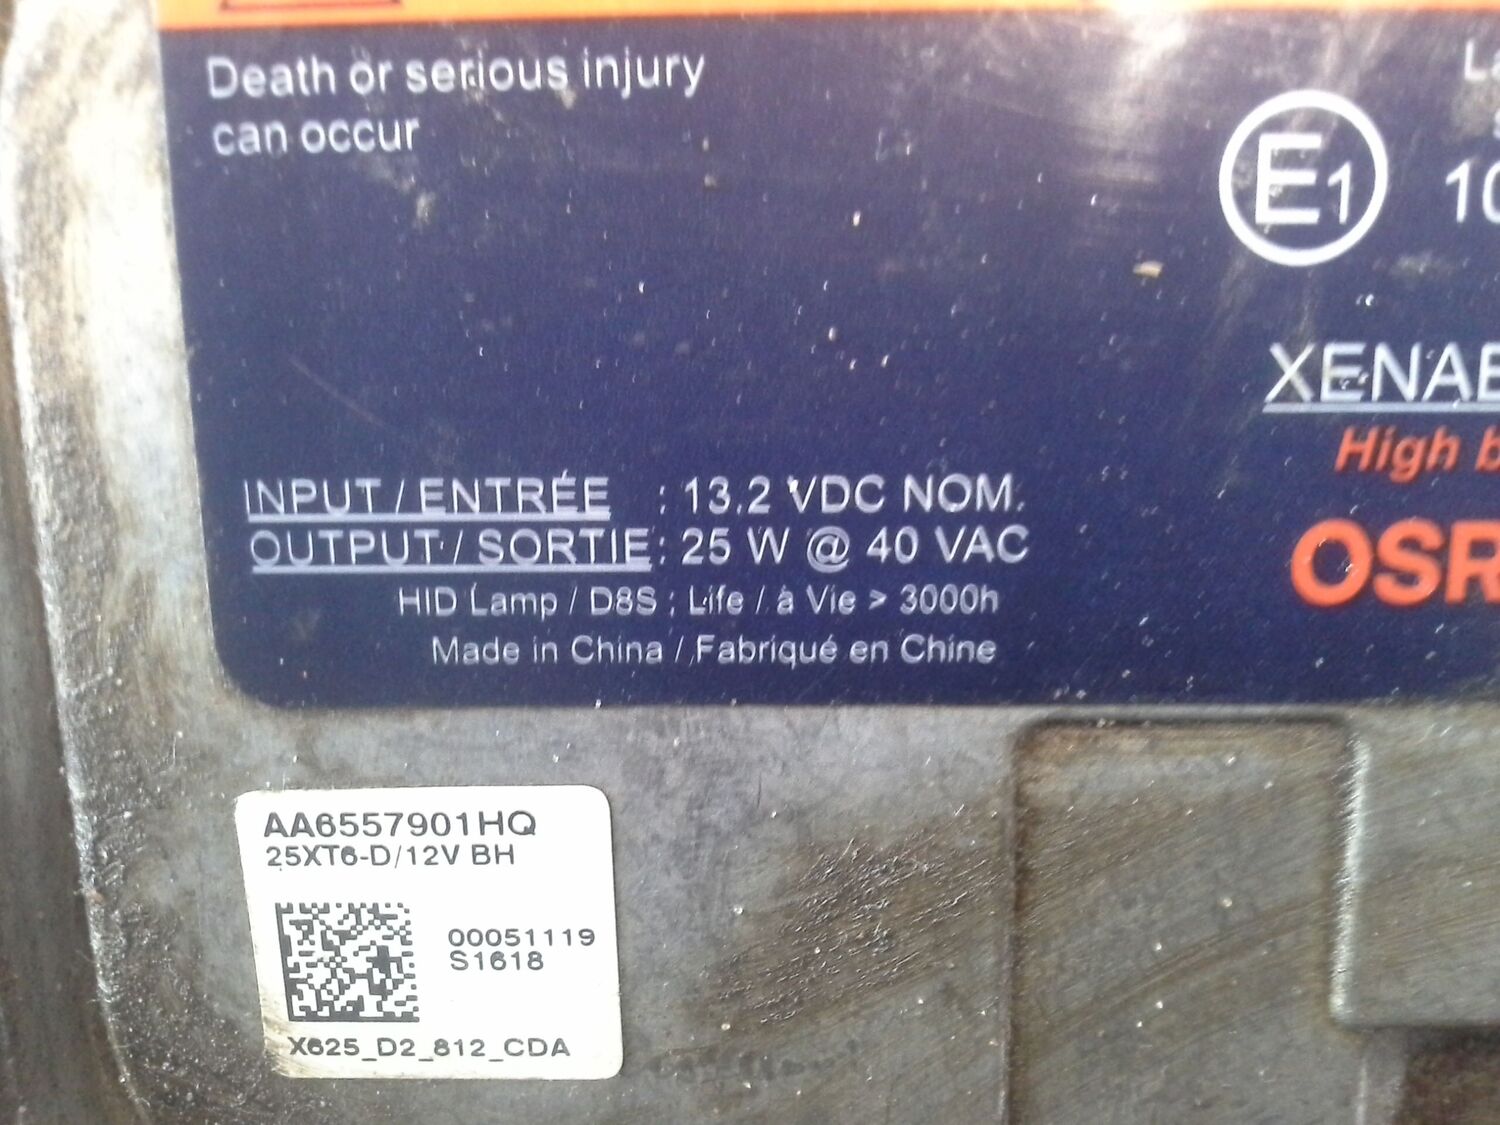 Death or serious injury
can occur
E1
10
XENA
High b
OSR
INPUT / ENTRÉE : 13.2 VDC NOM.
OUTPUT / SORTIE : 25 W @ 40 VAC
HID Lamp / D8S ; Life / à Vie > 3000h
Made in China / Fabriqué en Chine
AA6557901HQ
25XT6-D/12V BH
00051119
S1618
X625_D2_812_CDA